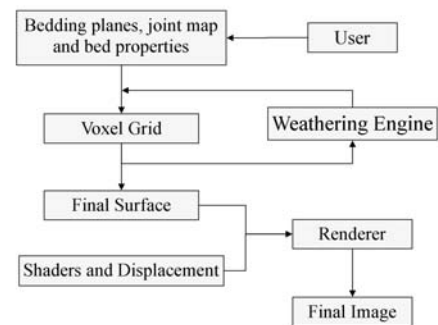 Bedding planes, joint map
and bed properties
User
Voxel Grid
Weathering Engine
Final Surface
Renderer
Shaders and Displacement
Final Image